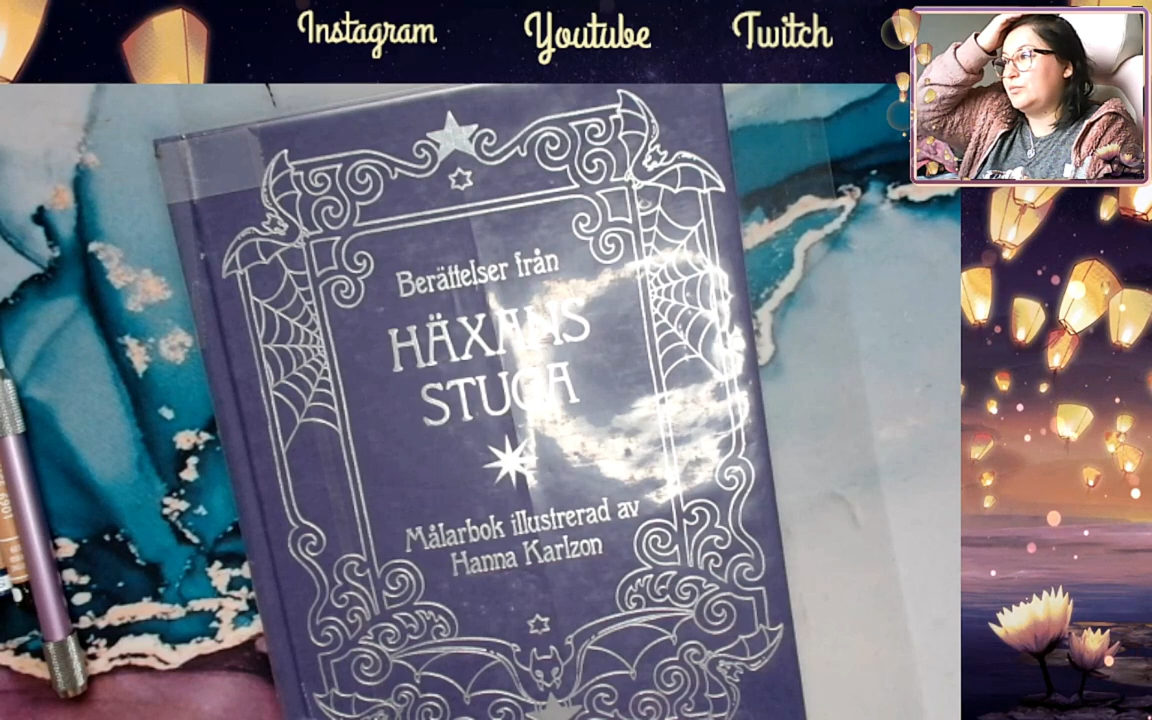 Instagram Youtube Twitch
Berättelser från
HÄXANS
STUGA
Målarbok illustrerad av
Hanna Karlzon